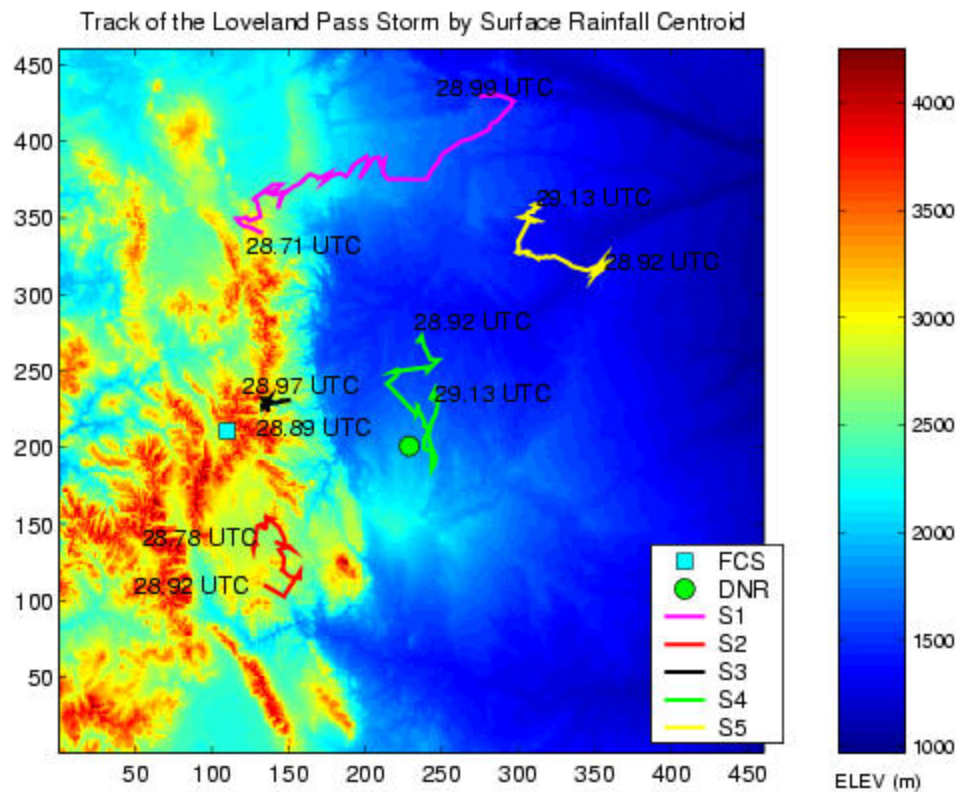 Track of the Loveland Pass Storm by Surface Rainfall Centroid
450
400
350
300
250
200
150
100
50
50 100 150 200 250 300 350 400 450
28.99 UTC
28.71 UTC
29.13 UTC
28.92 UTC
28.92 UTC
29.13 UTC
28.97 UTC
28.89 UTC
28.78 UTC
28.92 UTC
FCS
DNR
S1
S2
S3
S4
S5
4000
3500
3000
2500
2000
1500
1000
ELEV (m)